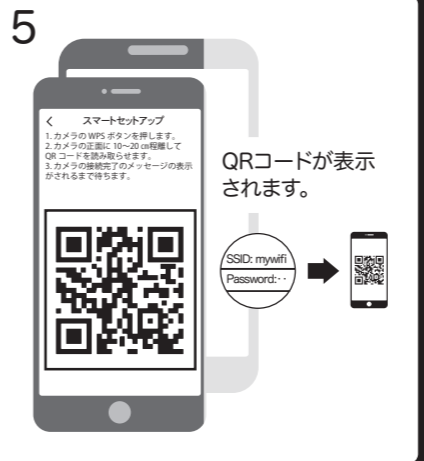 5
スマートセットアップ
1. カメラの WPS ボタンを押します。
2. カメラの正面に 10～20 ㎝程離して
QR コードを読み取らせます。
3. カメラの接続完了のメッセージの表示
がされるまで待ちます。
QRコードが表示
されます。
SSID: mywifi
Password:··